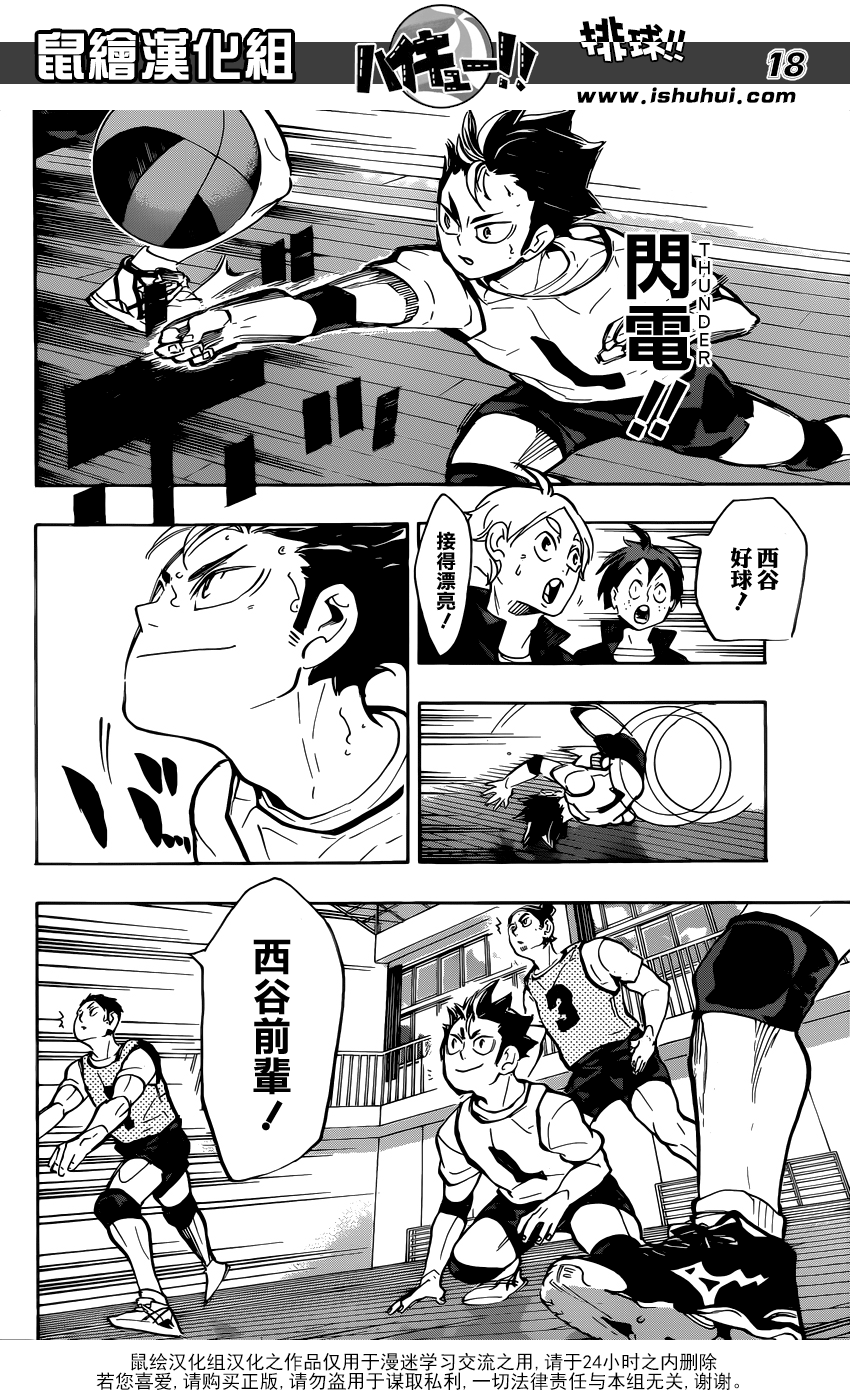 鼠繪漢化組
ハイキュー!!
排球!!
18
www.ishuhui.com
閃電!!
THUNDER
西谷
好球!
接得漂亮!
西谷前輩!
3
鼠绘汉化组汉化之作品仅用于漫迷学习交流之用,请于24小时之内删除
若您喜爱,请购买正版,请勿盗用于谋取私利,一切法律责任与本组无关,谢谢。